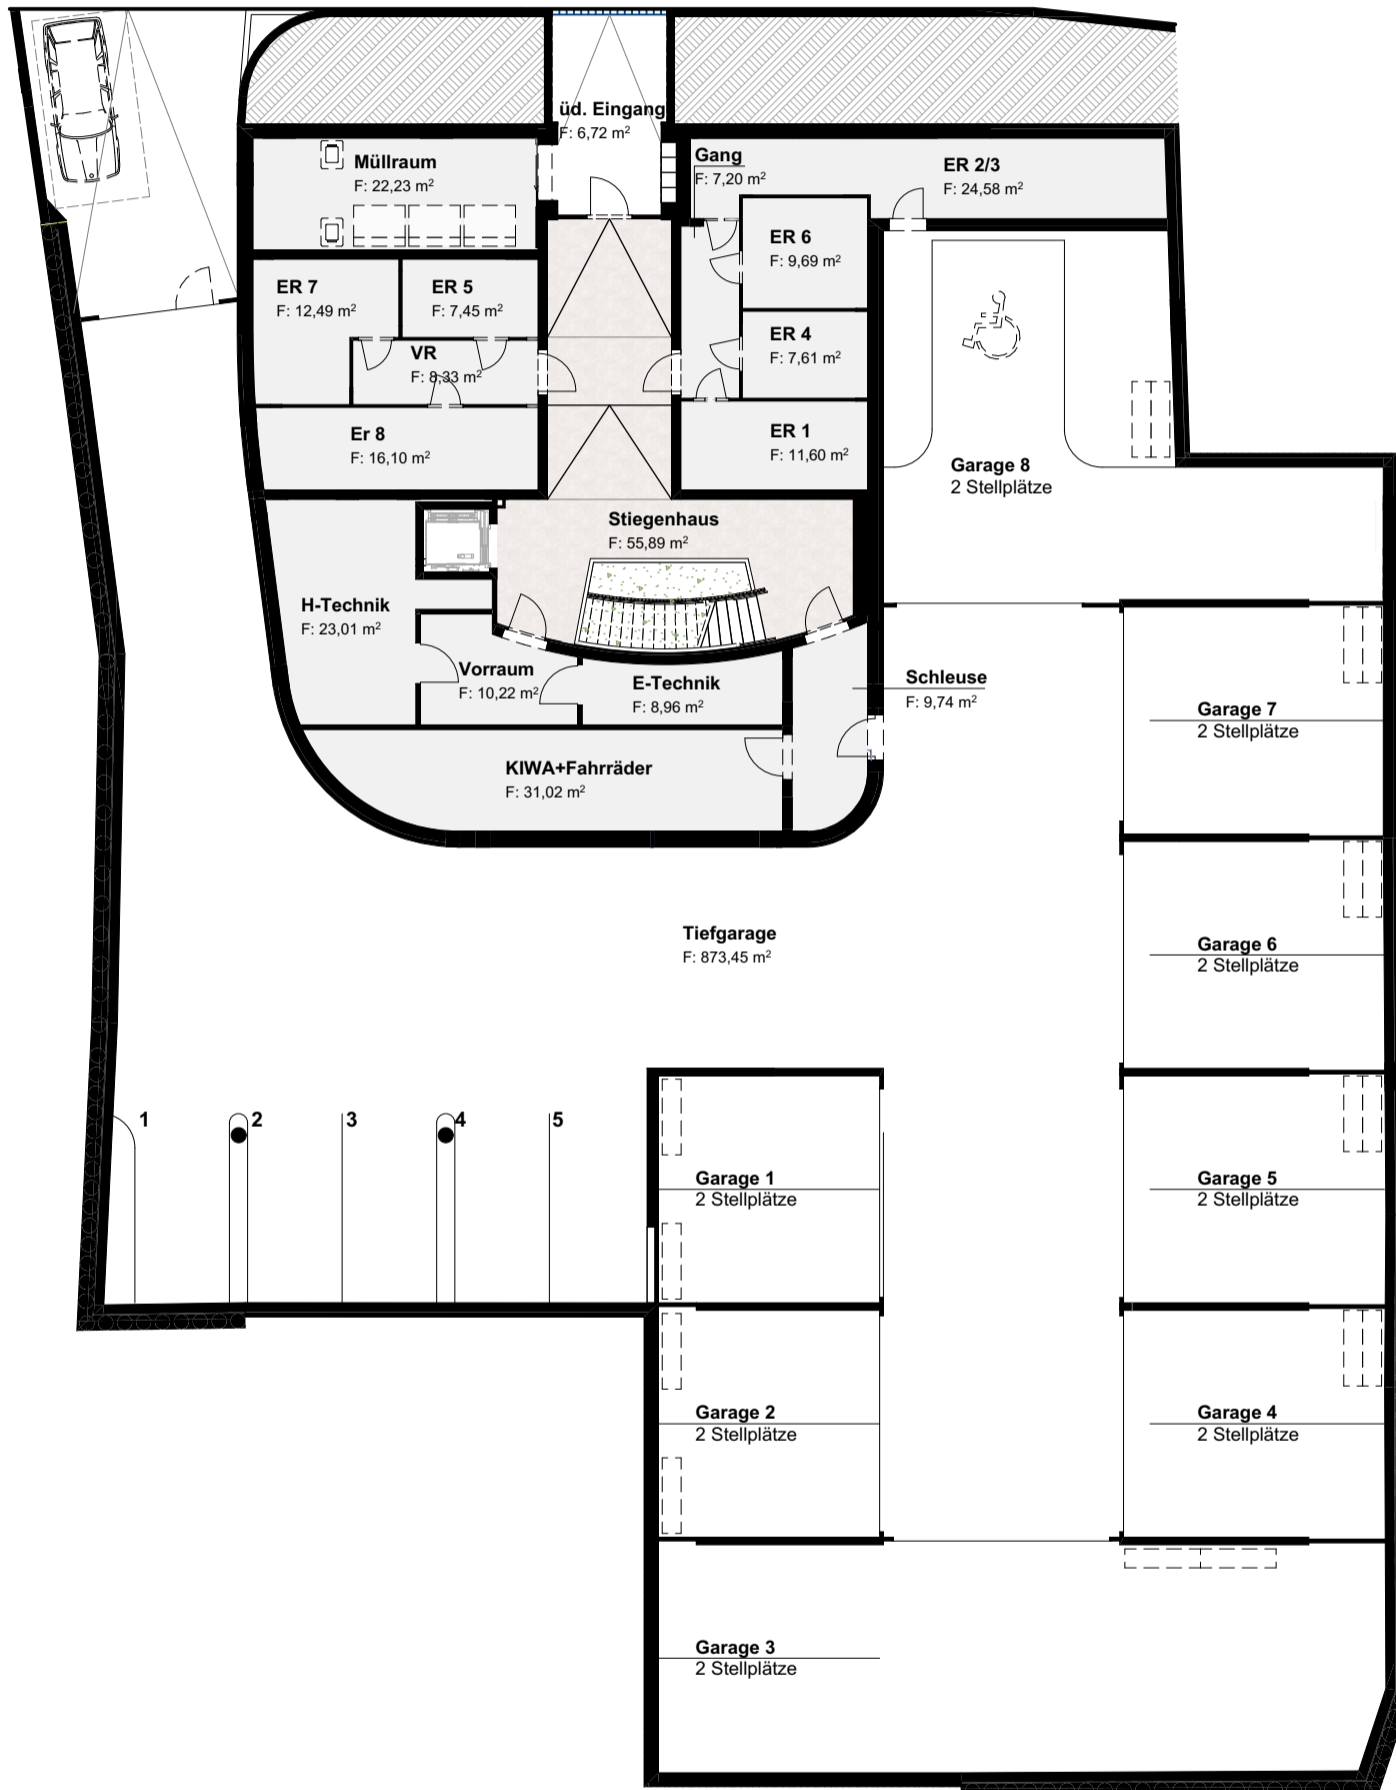 üd. Eingang
F: 6,72 m²
Müllraum
F: 22,23 m²
Gang
F: 7,20 m²
ER 2/3
F: 24,58 m²
ER 6
F: 9,69 m²
ER 7
F: 12,49 m²
ER 5
F: 7,45 m²
ER 4
F: 7,61 m²
VR
F: 8,33 m²
Er 8
F: 16,10 m²
ER 1
F: 11,60 m²
Garage 8
2 Stellplätze
Stiegenhaus
F: 55,89 m²
H-Technik
F: 23,01 m²
Vorraum
F: 10,22 m²
E-Technik
F: 8,96 m²
Schleuse
F: 9,74 m²
Garage 7
2 Stellplätze
KIWA+Fahrräder
F: 31,02 m²
Tiefgarage
F: 873,45 m²
Garage 6
2 Stellplätze
1
2
3
4
5
Garage 1
2 Stellplätze
Garage 5
2 Stellplätze
Garage 2
2 Stellplätze
Garage 4
2 Stellplätze
Garage 3
2 Stellplätze